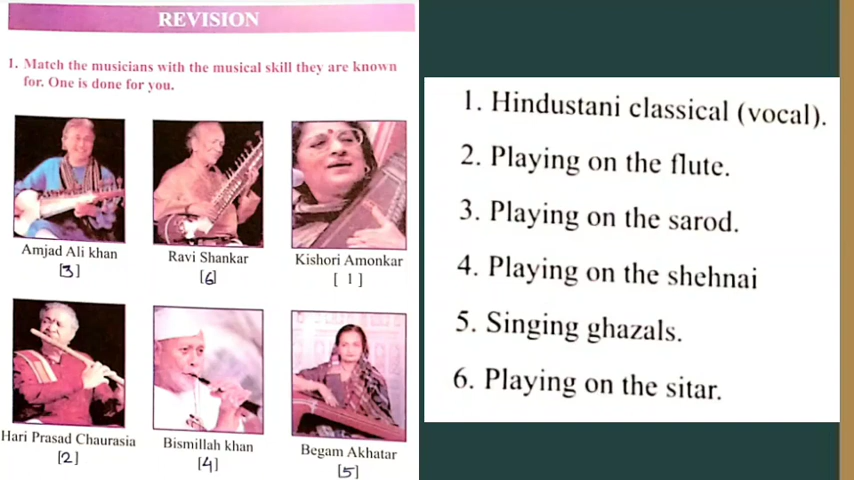 REVISION
1. Match the musicians with the musical skill they are known
for. One is done for you.
Amjad Ali khan
[3]
Ravi Shankar
[6]
Kishori Amonkar
[ 1 ]
Hari Prasad Chaurasia
[2]
Bismillah khan
[4]
Begam Akhatar
[5]
1. Hindustani classical (vocal).
2. Playing on the flute.
3. Playing on the sarod.
4. Playing on the shehnai
5. Singing ghazals.
6. Playing on the sitar.